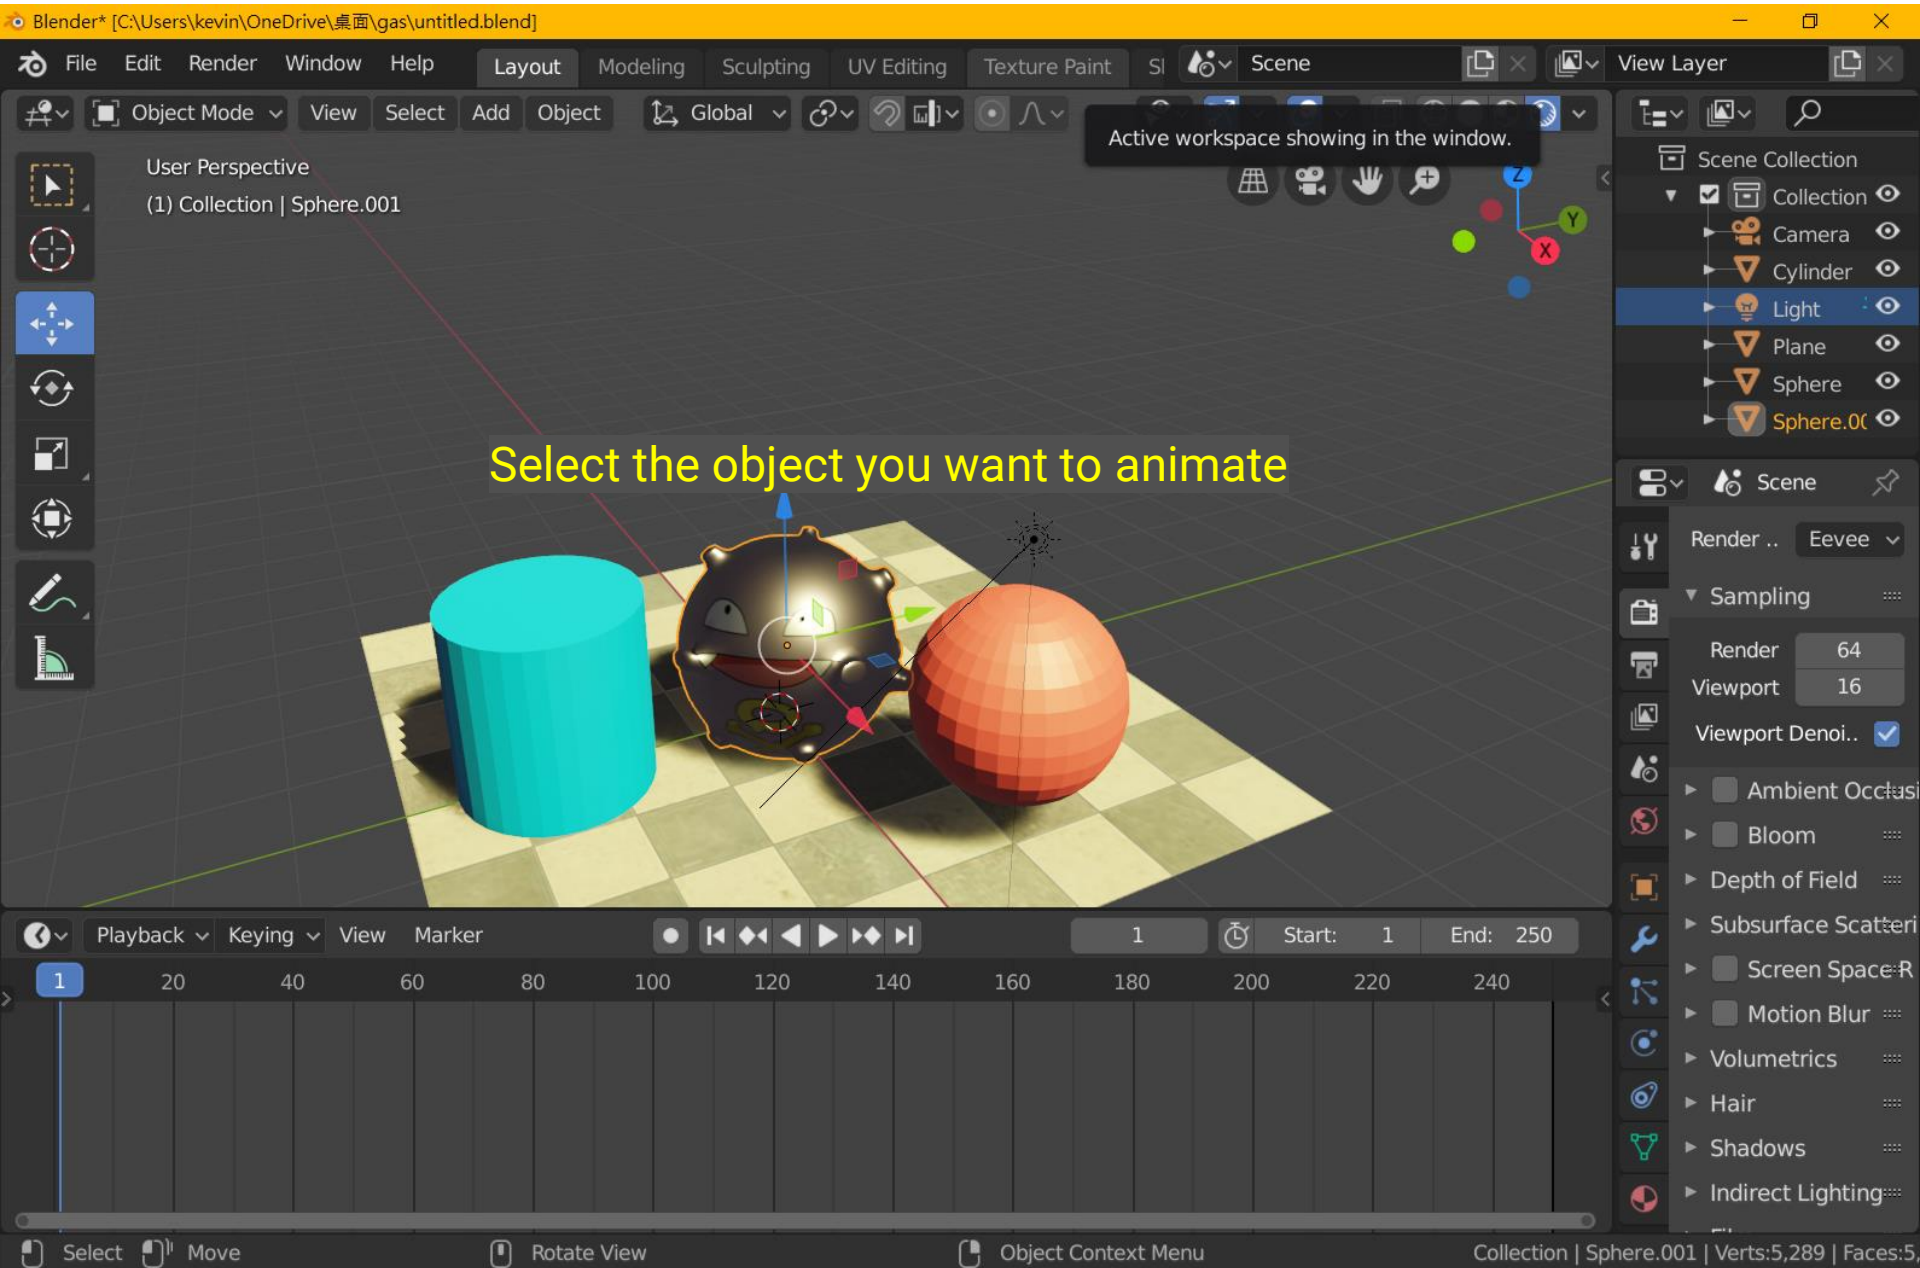 Blender* [C:\Users\kevin\OneDrive\桌面\gas\untitled.blend]
File Edit Render Window Help Layout Modeling Sculpting UV Editing Texture Paint Scene View Layer
Object Mode View Select Add Object Global
Active workspace showing in the window.
User Perspective
(1) Collection | Sphere.001
Z
Y
X
Scene Collection
Collection
Camera
Cylinder
Light
Plane
Sphere
Sphere.00
Select the object you want to animate
Scene
Render .. Eevee
Sampling
Render 64
Viewport 16
Viewport Denoi..
Ambient Occlusi
Bloom
Depth of Field
Subsurface Scatteri
Screen Space R
Motion Blur
Volumetrics
Hair
Shadows
Indirect Lighting
Playback Keying View Marker 1 Start: 1 End: 250
1 20 40 60 80 100 120 140 160 180 200 220 240
Select Move Rotate View Object Context Menu Collection | Sphere.001 | Verts:5,289 | Faces:5,